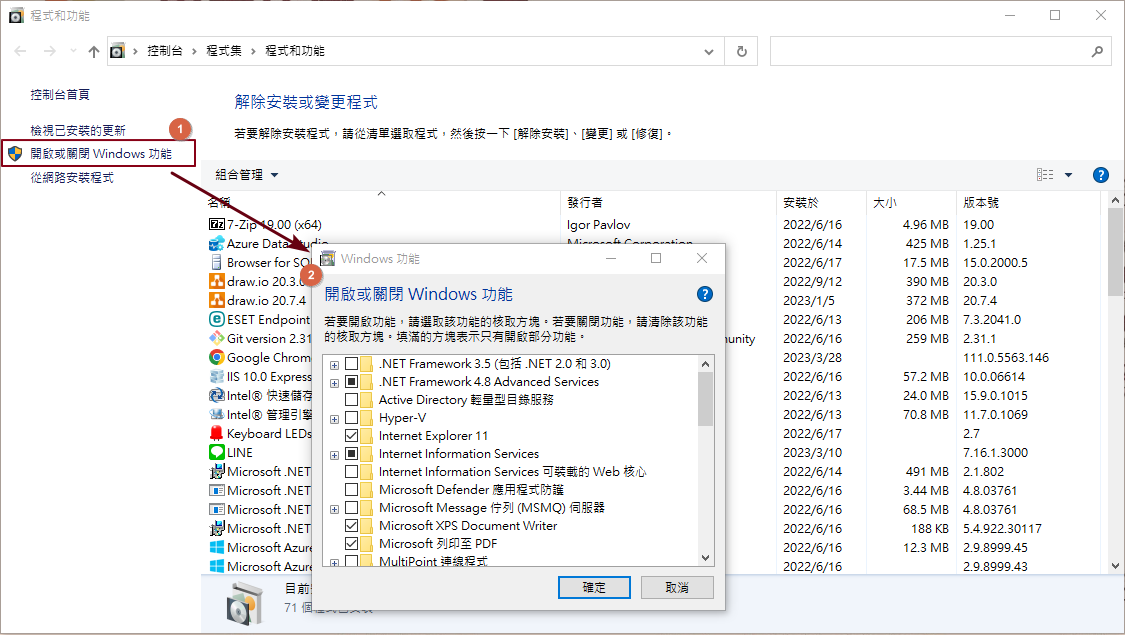 程式和功能
控制台 › 程式集 › 程式和功能
控制台首頁
檢視已安裝的更新
1
開啟或關閉 Windows 功能
從網路安裝程式
解除安裝或變更程式
若要解除安裝程式，請從清單選取程式，然後按一下 [解除安裝]、[變更] 或 [修復]。
組合管理
名稱 發行者 安裝於 大小 版本號
7-Zip 19.00 (x64) Igor Pavlov 2022/6/16 4.96 MB 19.00
Azure Data Studio Microsoft Corporation 2022/6/14 425 MB 1.25.1
Browser for SQ 2022/6/17 17.5 MB 15.0.2000.5
draw.io 20.3.0 2022/9/12 390 MB 20.3.0
draw.io 20.7.4 2023/1/5 372 MB 20.7.4
ESET Endpoint 2022/6/13 206 MB 7.3.2041.0
Git version 2.31 munity 2022/6/16 259 MB 2.31.1
Google Chrom 2023/3/28 111.0.5563.146
IIS 10.0 Express 2022/6/16 57.2 MB 10.0.06614
Intel® 快速儲存 2022/6/13 24.0 MB 15.9.0.1015
Intel® 管理引擎 2022/6/13 70.8 MB 11.7.0.1069
Keyboard LEDs 2022/6/17 2.7
LINE 2023/3/10 7.16.1.3000
Microsoft .NET 2022/6/14 491 MB 2.1.802
Microsoft .NET 2022/6/16 3.44 MB 4.8.03761
Microsoft .NET 2022/6/16 68.5 MB 4.8.03761
Microsoft .NET 2022/6/16 188 KB 5.4.922.30117
Microsoft Azure 2022/6/16 12.3 MB 2.9.8999.45
Microsoft Azure 2022/6/16 2.9.8999.43
目前
71 個程式已安裝
2
Windows 功能
開啟或關閉 Windows 功能
若要開啟功能，請選取該功能的核取方塊。若要關閉功能，請清除該功能
的核取方塊。填滿的方塊表示只有開啟部分功能。
.NET Framework 3.5 (包括 .NET 2.0 和 3.0)
.NET Framework 4.8 Advanced Services
Active Directory 輕量型目錄服務
Hyper-V
Internet Explorer 11
Internet Information Services
Internet Information Services 可裝載的 Web 核心
Microsoft Defender 應用程式防護
Microsoft Message 佇列 (MSMQ) 伺服器
Microsoft XPS Document Writer
Microsoft 列印至 PDF
MultiPoint 連線程式
確定 取消